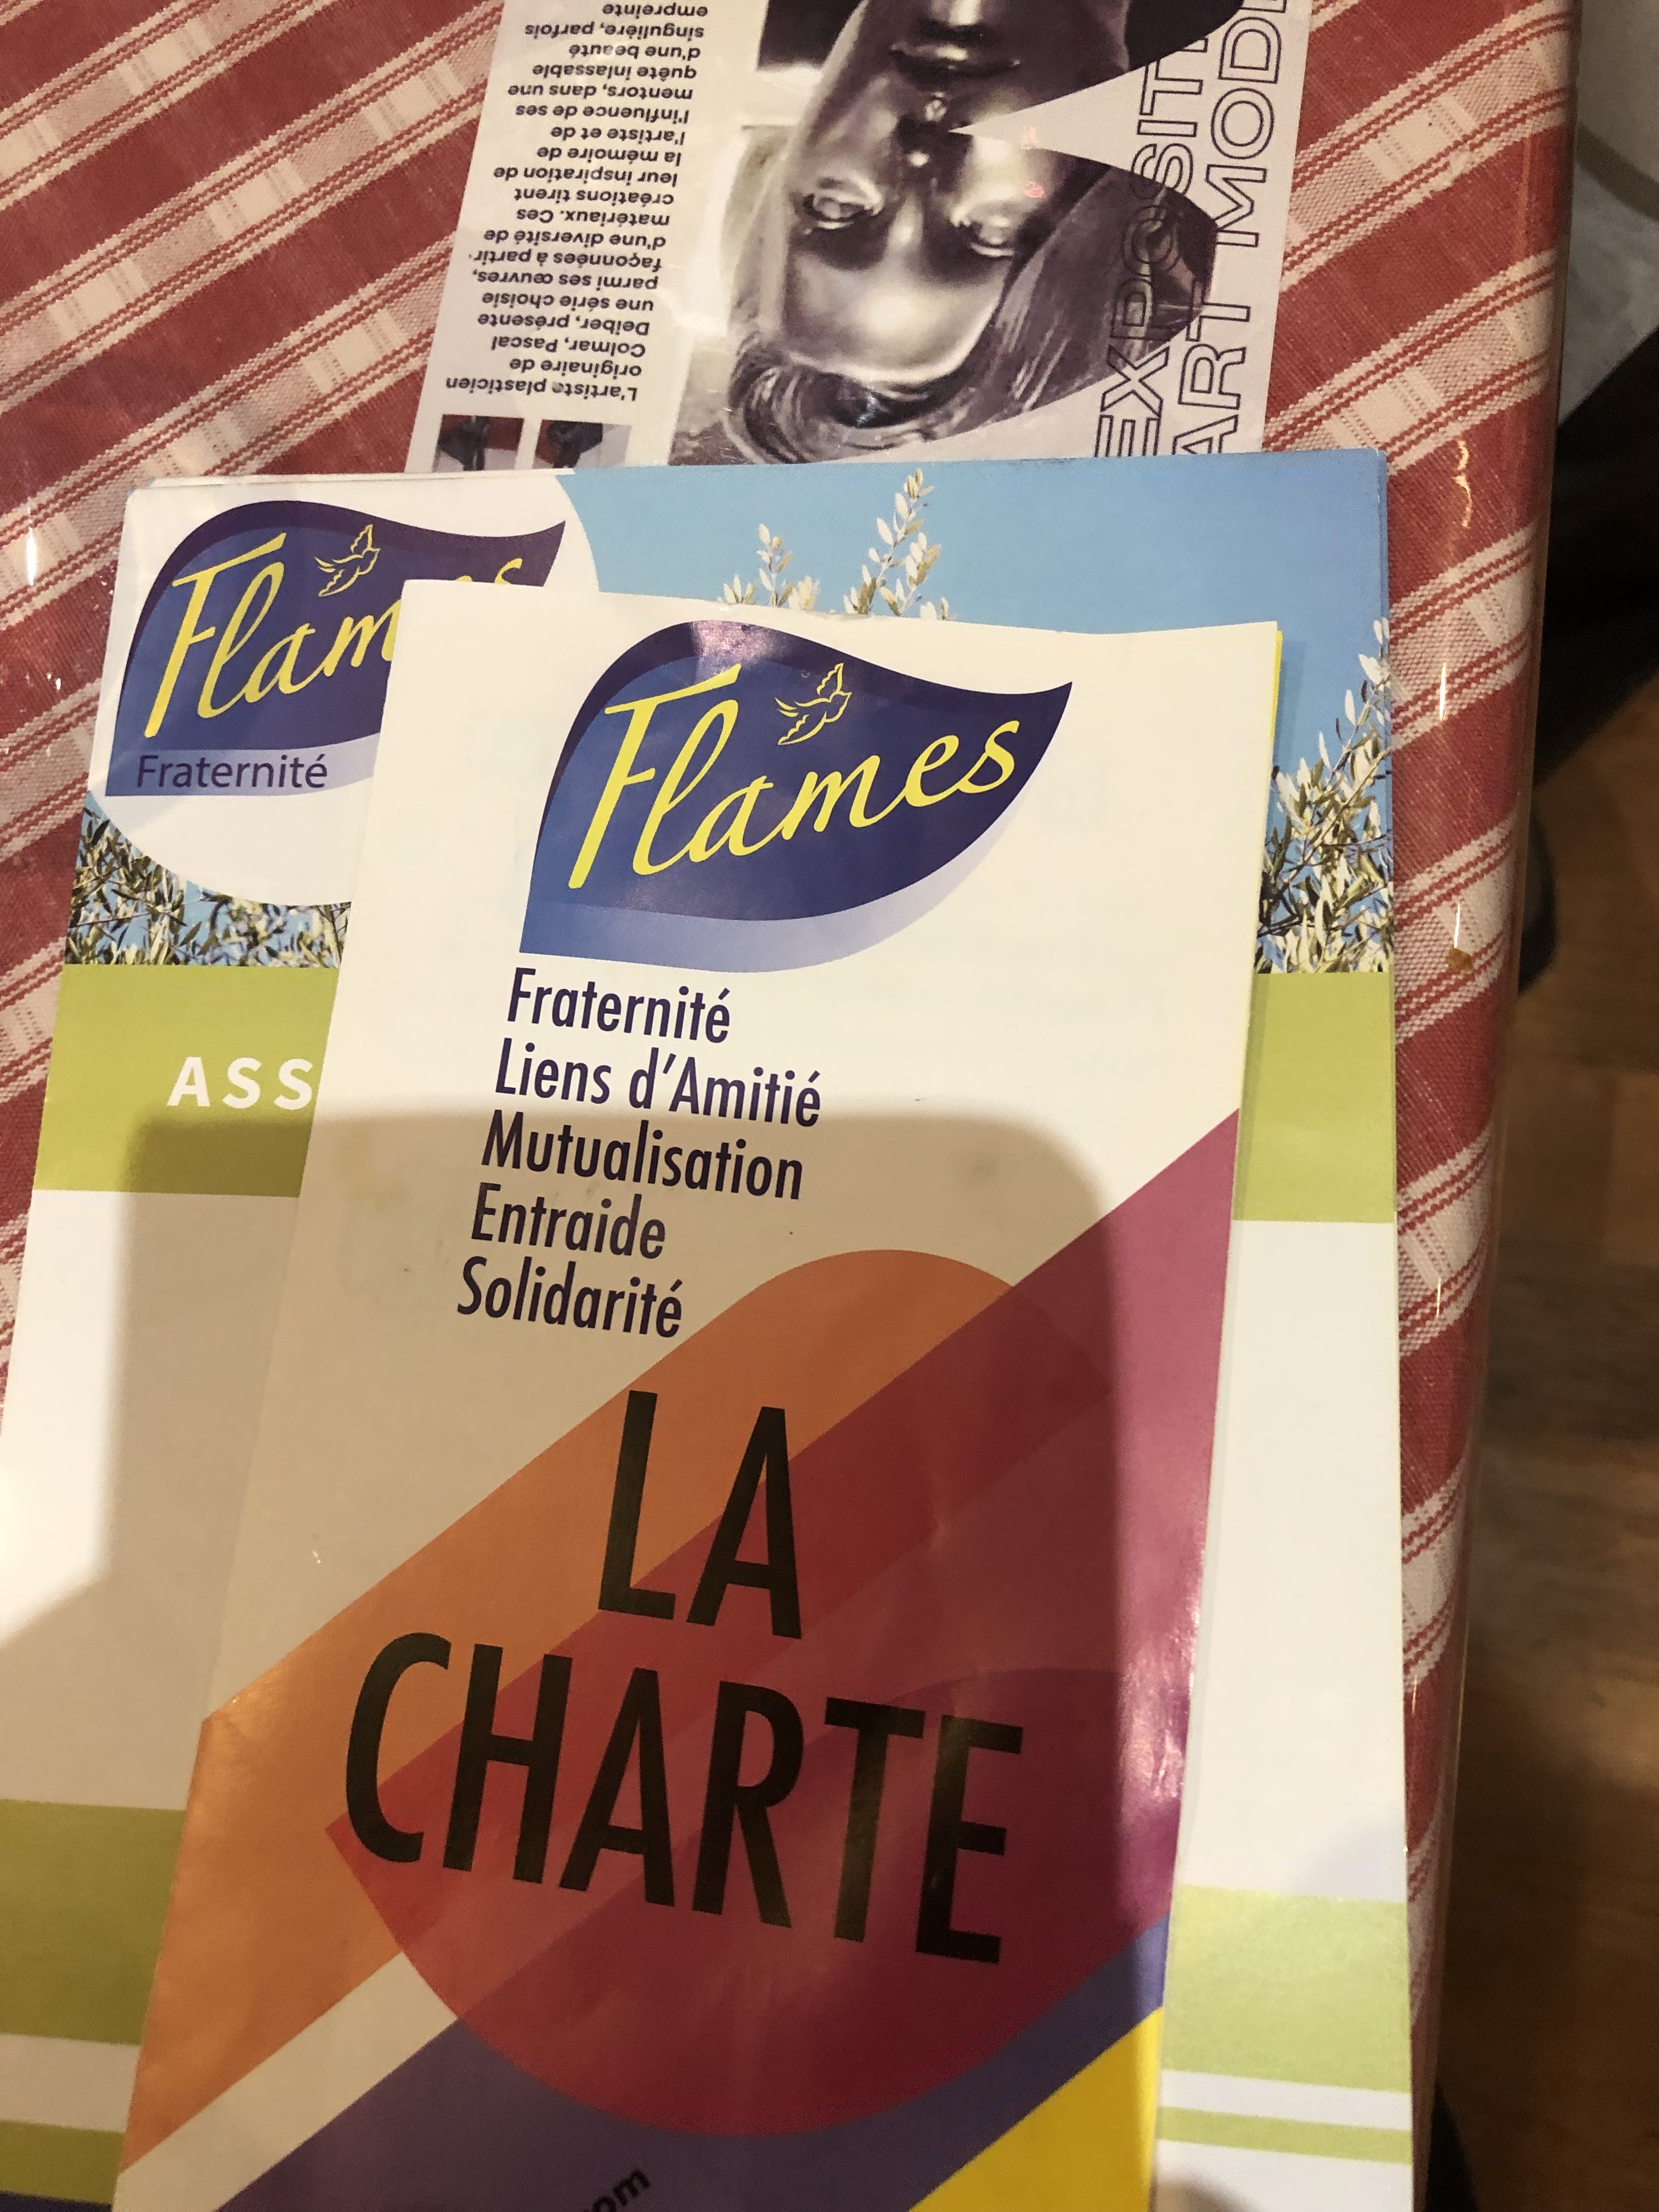 L'artiste plasticien
originaire de
Colmar, Pascal
Deiber, présente
une série choisie
parmi ses œuvres,
façonnées à partir
d'une diversité de
matériaux. Ces
créations tirent
leur inspiration de
la mémoire de
l'artiste et de
l'influence de ses
mentors, dans une
quête inlassable
d'une beauté
singulière, parfois
empreinte
EXPOSITI
ART MODE
Flames
Fraternité
ASS
Flames
Fraternité
Liens d'Amitié
Mutualisation
Entraide
Solidarité
LA
CHARTE
om